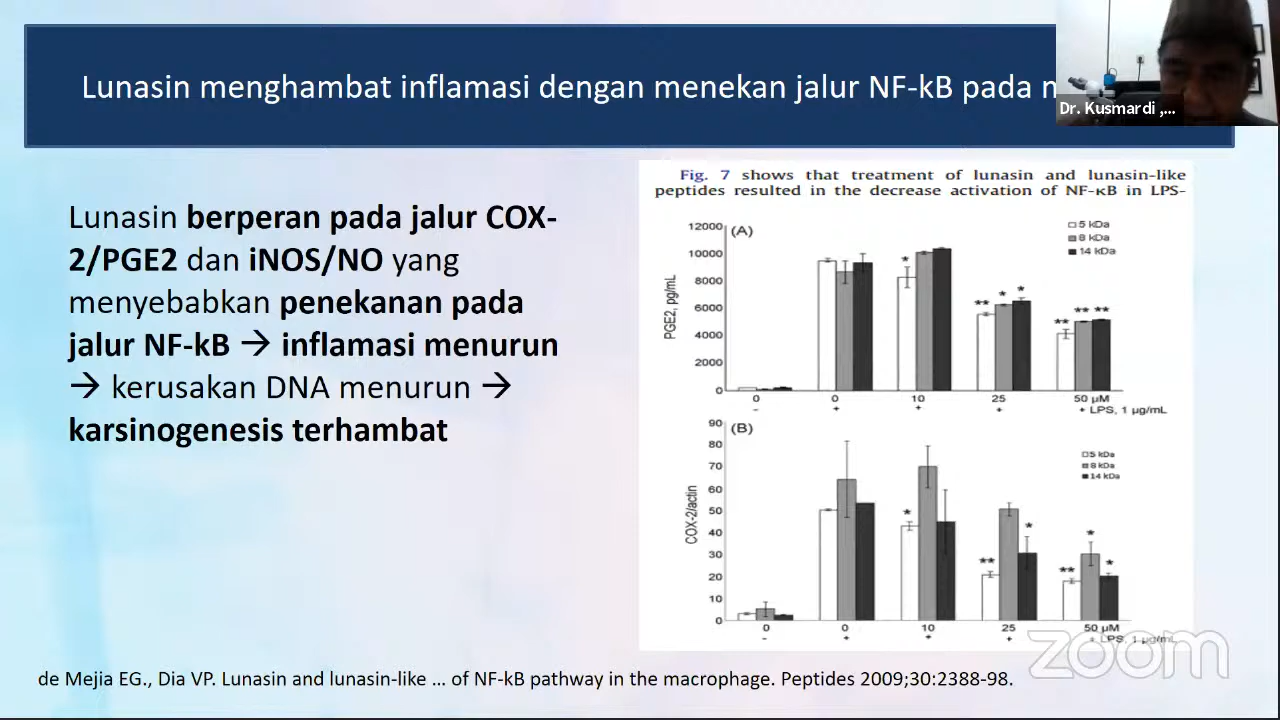 Lunasin menghambat inflamasi dengan menekan jalur NF-kB pada
Dr. Kusmardi ,...
Lunasin berperan pada jalur COX-
2/PGE2 dan iNOS/NO yang
menyebabkan penekanan pada
jalur NF-kB → inflamasi menurun
→ kerusakan DNA menurun →
karsinogenesis terhambat
Fig. 7 shows that treatment of lunasin and lunasin-like
peptides resulted in the decrease activation of NF-κB in LPS-
(A)
5 kDa
8 kDa
14 kDa
PGE2, pg/mL
12000
10000
8000
6000
4000
2000
0
* ** * * ** ** **
0 0 10 25 50 µM
- + + + + LPS, 1 µg/mL
(B)
5 kDa
8 kDa
14 kDa
COX-2/actin
90
80
70
60
50
40
30
20
10
0
* ** * ** * *
0 0 10 25 50 µM
- + + + + LPS, 1 µg/mL
zoom
de Mejia EG., Dia VP. Lunasin and lunasin-like ... of NF-kB pathway in the macrophage. Peptides 2009;30:2388-98.